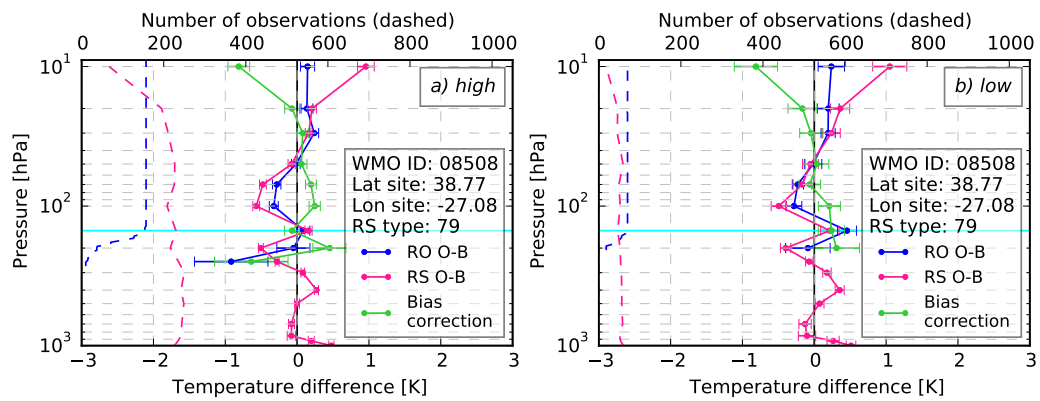 Number of observations (dashed)
0 200 400 600 800 1000
a) high
Pressure [hPa]
10¹
10²
10³
WMO ID: 08508
Lat site: 38.77
Lon site: -27.08
RS type: 79
RO O-B
RS O-B
Bias
correction
−3 −2 −1 0 1 2 3
Temperature difference [K]
Number of observations (dashed)
0 200 400 600 800 1000
b) low
Pressure [hPa]
10¹
10²
10³
WMO ID: 08508
Lat site: 38.77
Lon site: -27.08
RS type: 79
RO O-B
RS O-B
Bias
correction
−3 −2 −1 0 1 2 3
Temperature difference [K]